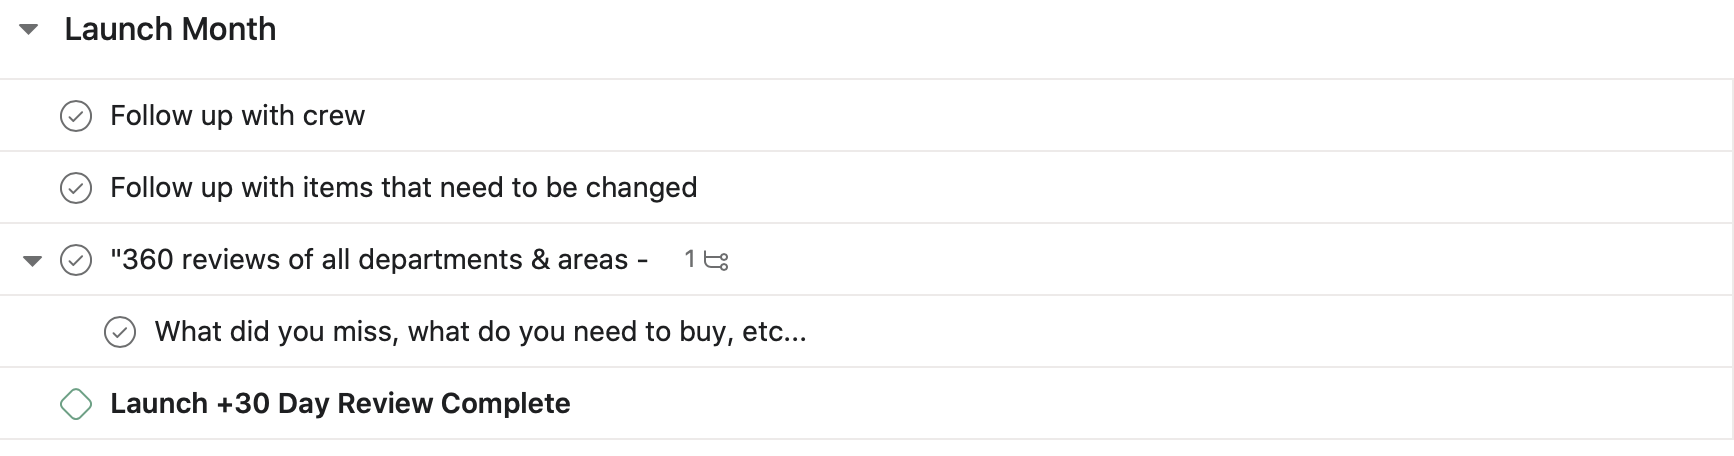 Launch Month
Follow up with crew
Follow up with items that need to be changed
"360 reviews of all departments & areas - 1
What did you miss, what do you need to buy, etc...
Launch +30 Day Review Complete